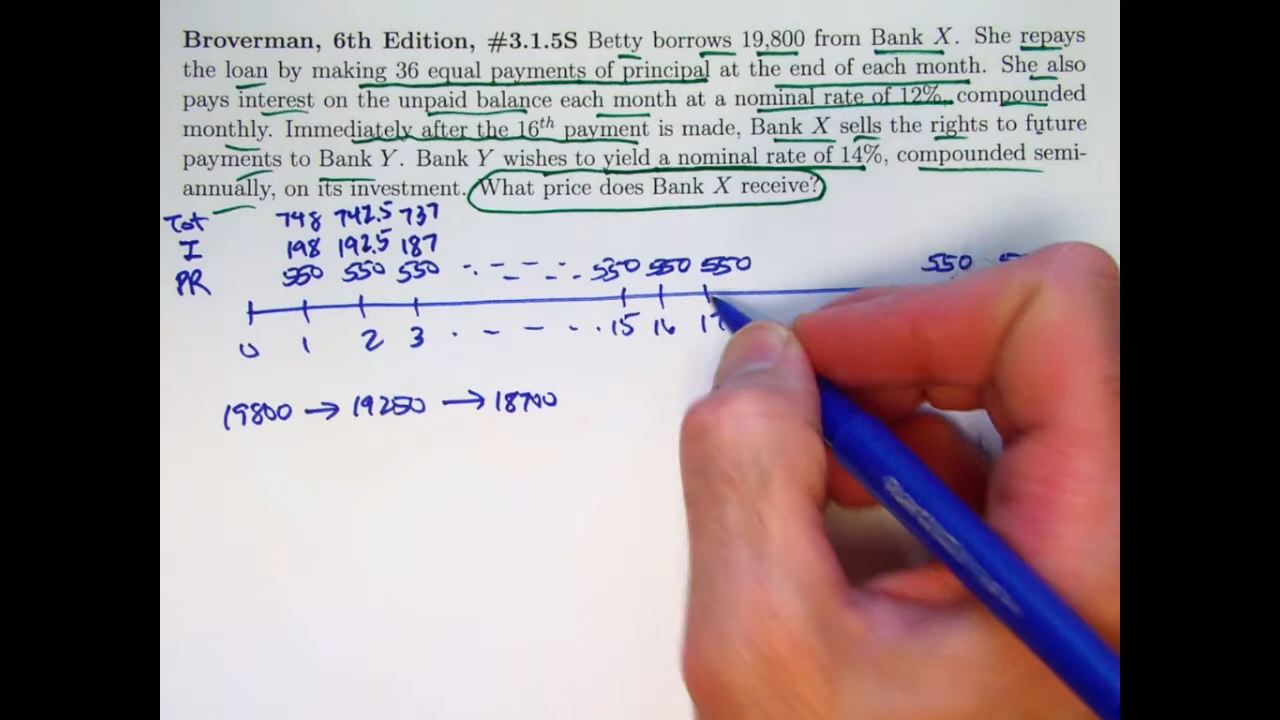 Broverman, 6th Edition, #3.1.5S Betty borrows 19,800 from Bank X. She repays
the loan by making 36 equal payments of principal at the end of each month. She also
pays interest on the unpaid balance each month at a nominal rate of 12%, compounded
monthly. Immediately after the 16th payment is made, Bank X sells the rights to future
payments to Bank Y. Bank Y wishes to yield a nominal rate of 14%, compounded semi-
annually, on its investment. What price does Bank X receive?
Tot 748 742.5 737
I 198 192.5 187
PR 550 550 550 . - - - . . 550 550 550 550
0 1 2 3 . - - . . 15 16 17
19800 → 19250 → 18700